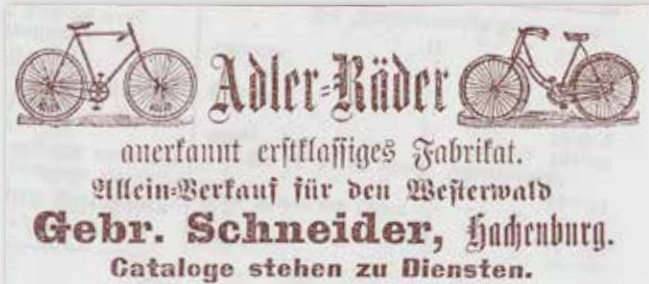 Adler-Räder
anerkannt erstklassiges Fabrikat.
Allein-Verkauf für den Westerwald
Gebr. Schneider, Hachenburg.
Cataloge stehen zu Diensten.